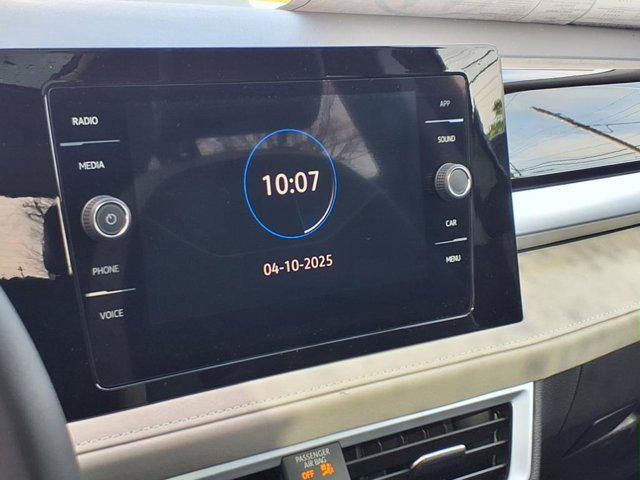 RADIO
MEDIA
PHONE
VOICE
10:07
04-10-2025
APP
SOUND
CAR
MENU
PASSENGER
AIR BAG
OFF